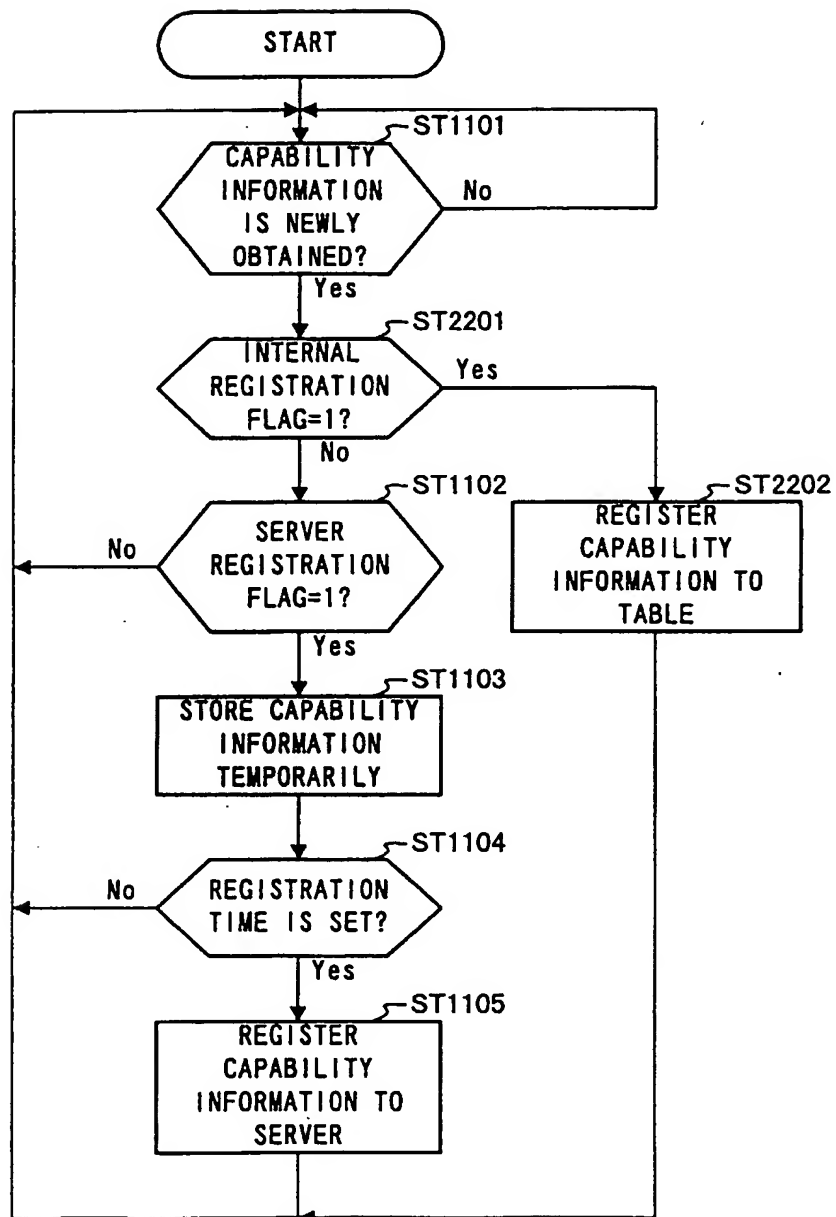 START
ST1101
CAPABILITY
INFORMATION
IS NEWLY
OBTAINED?
No
Yes
ST2201
INTERNAL
REGISTRATION
FLAG=1?
Yes
No
ST1102
SERVER
REGISTRATION
FLAG=1?
No
Yes
ST2202
REGISTER
CAPABILITY
INFORMATION TO
TABLE
ST1103
STORE CAPABILITY
INFORMATION
TEMPORARILY
ST1104
REGISTRATION
TIME IS SET?
No
Yes
ST1105
REGISTER
CAPABILITY
INFORMATION TO
SERVER